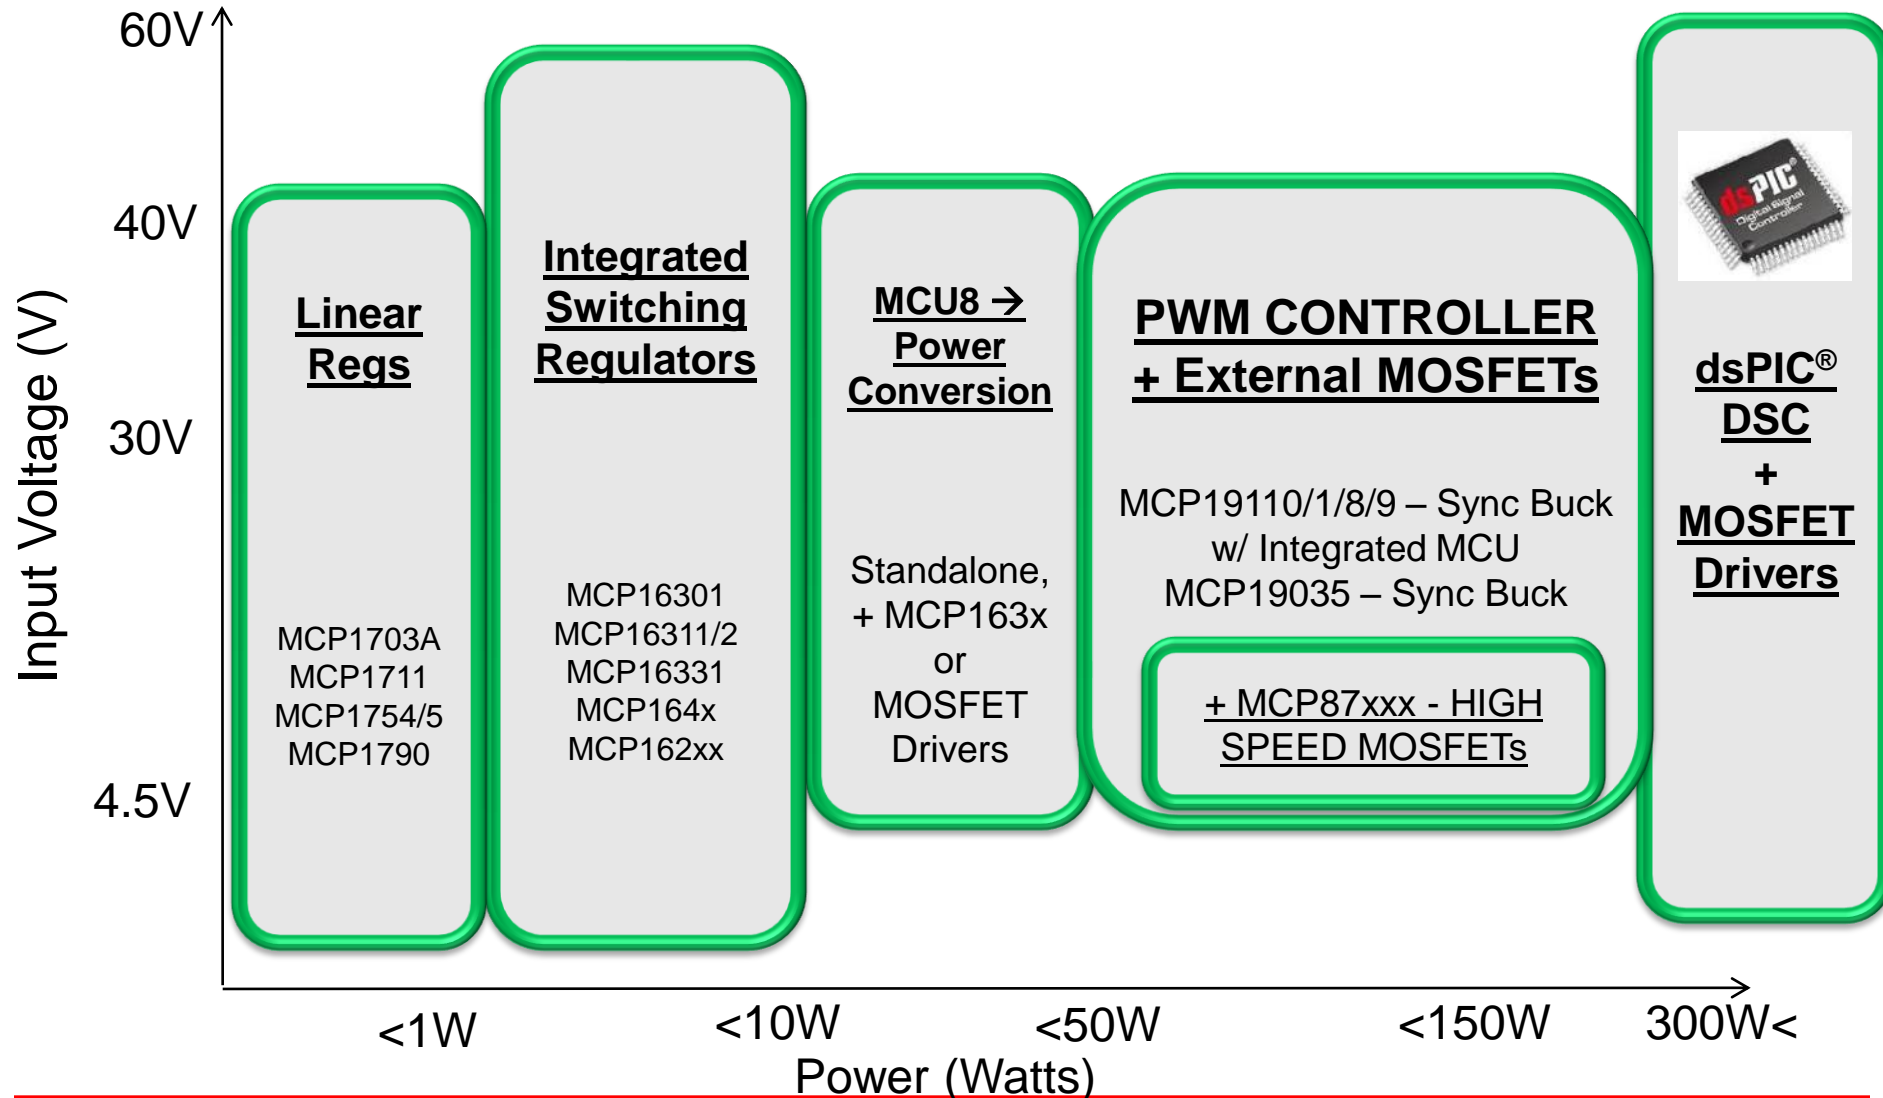 60V
40V
30V
4.5V
Input Voltage (V)
Linear
Regs
MCP1703A
MCP1711
MCP1754/5
MCP1790
Integrated
Switching
Regulators
MCP16301
MCP16311/2
MCP16331
MCP164x
MCP162xx
MCU8 →
Power
Conversion
Standalone,
+ MCP163x
or
MOSFET
Drivers
PWM CONTROLLER
+ External MOSFETs
MCP19110/1/8/9 – Sync Buck
w/ Integrated MCU
MCP19035 – Sync Buck
+ MCP87xxx - HIGH
SPEED MOSFETs
dsPIC®
Digital Signal
Controller
dsPIC®
DSC
+
MOSFET
Drivers
<1W
<10W
<50W
<150W
300W<
Power (Watts)